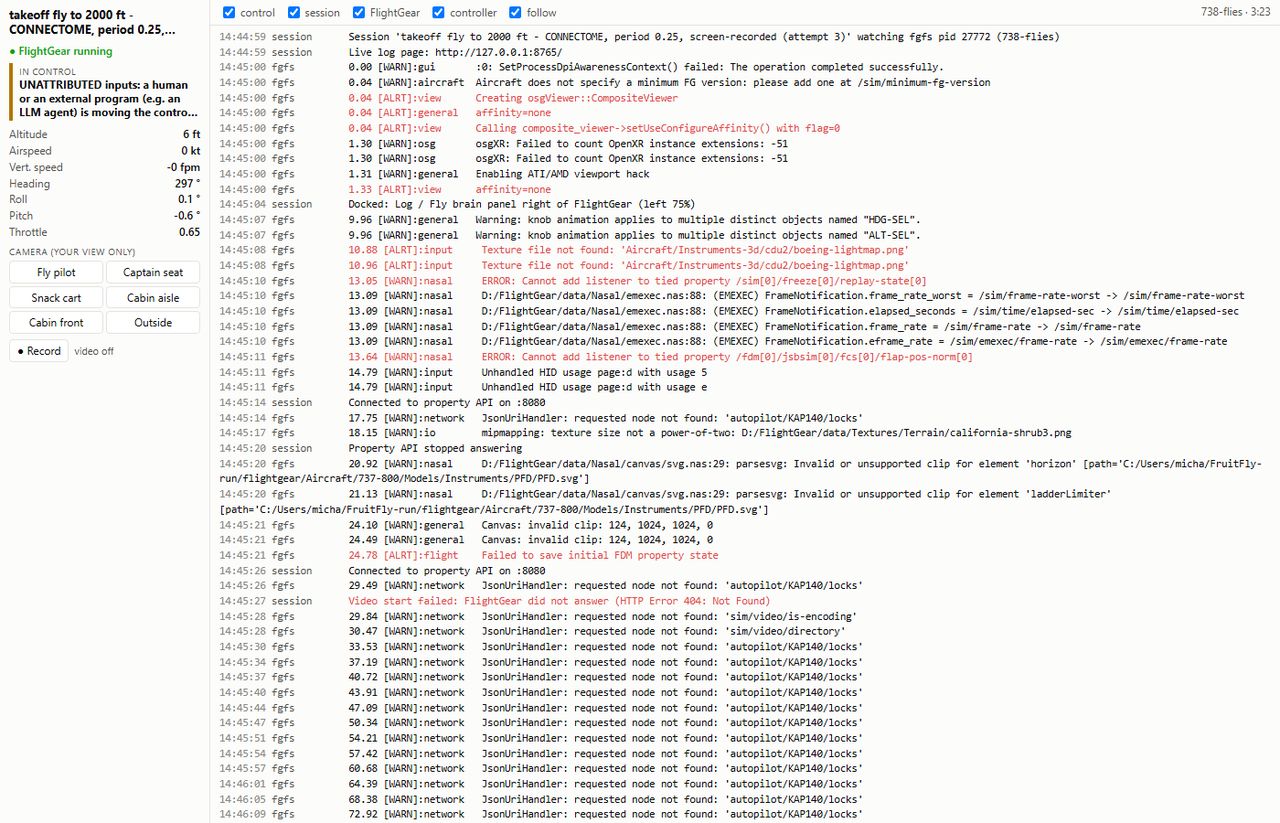 takeoff fly to 2000 ft -
CONNECTOME, period 0.25,...
● FlightGear running
IN CONTROL
UNATTRIBUTED inputs: a human
or an external program (e.g. an
LLM agent) is moving the contro...
Altitude 6 ft
Airspeed 0 kt
Vert. speed -0 fpm
Heading 297 °
Roll 0.1 °
Pitch -0.6 °
Throttle 0.65
CAMERA (YOUR VIEW ONLY)
Fly pilot Captain seat
Snack cart Cabin aisle
Cabin front Outside
● Record video off
control session FlightGear controller follow 738-flies · 3:23
14:44:59 session Session 'takeoff fly to 2000 ft - CONNECTOME, period 0.25, screen-recorded (attempt 3)' watching fgfs pid 27772 (738-flies)
14:44:59 session Live log page: http://127.0.0.1:8765/
14:45:00 fgfs 0.00 [WARN]:gui :0: SetProcessDpiAwarenessContext() failed: The operation completed successfully.
14:45:00 fgfs 0.04 [WARN]:aircraft Aircraft does not specify a minimum FG version: please add one at /sim/minimum-fg-version
14:45:00 fgfs 0.04 [ALRT]:view Creating osgViewer::CompositeViewer
14:45:00 fgfs 0.04 [ALRT]:general affinity=none
14:45:00 fgfs 0.04 [ALRT]:view Calling composite_viewer->setUseConfigureAffinity() with flag=0
14:45:00 fgfs 1.30 [WARN]:osg osgXR: Failed to count OpenXR instance extensions: -51
14:45:00 fgfs 1.30 [WARN]:osg osgXR: Failed to count OpenXR instance extensions: -51
14:45:00 fgfs 1.31 [WARN]:general Enabling ATI/AMD viewport hack
14:45:00 fgfs 1.33 [ALRT]:view affinity=none
14:45:04 session Docked: Log / Fly brain panel right of FlightGear (left 75%)
14:45:07 fgfs 9.96 [WARN]:general Warning: knob animation applies to multiple distinct objects named "HDG-SEL".
14:45:07 fgfs 9.96 [WARN]:general Warning: knob animation applies to multiple distinct objects named "ALT-SEL".
14:45:08 fgfs 10.88 [ALRT]:input Texture file not found: 'Aircraft/Instruments-3d/cdu2/boeing-lightmap.png'
14:45:08 fgfs 10.96 [ALRT]:input Texture file not found: 'Aircraft/Instruments-3d/cdu2/boeing-lightmap.png'
14:45:10 fgfs 13.05 [WARN]:nasal ERROR: Cannot add listener to tied property /sim[0]/freeze[0]/replay-state[0]
14:45:10 fgfs 13.09 [WARN]:nasal D:/FlightGear/data/Nasal/emexec.nas:88: (EMEXEC) FrameNotification.frame_rate_worst = /sim/frame-rate-worst -> /sim/frame-rate-worst
14:45:10 fgfs 13.09 [WARN]:nasal D:/FlightGear/data/Nasal/emexec.nas:88: (EMEXEC) FrameNotification.elapsed_seconds = /sim/time/elapsed-sec -> /sim/time/elapsed-sec
14:45:10 fgfs 13.09 [WARN]:nasal D:/FlightGear/data/Nasal/emexec.nas:88: (EMEXEC) FrameNotification.frame_rate = /sim/frame-rate -> /sim/frame-rate
14:45:10 fgfs 13.09 [WARN]:nasal D:/FlightGear/data/Nasal/emexec.nas:88: (EMEXEC) FrameNotification.eframe_rate = /sim/emexec/frame-rate -> /sim/emexec/frame-rate
14:45:11 fgfs 13.64 [WARN]:nasal ERROR: Cannot add listener to tied property /fdm[0]/jsbsim[0]/fcs[0]/flap-pos-norm[0]
14:45:11 fgfs 14.79 [WARN]:input Unhandled HID usage page:d with usage 5
14:45:11 fgfs 14.79 [WARN]:input Unhandled HID usage page:d with usage e
14:45:14 session Connected to property API on :8080
14:45:14 fgfs 17.75 [WARN]:network JsonUriHandler: requested node not found: 'autopilot/KAP140/locks'
14:45:17 fgfs 18.15 [WARN]:io mipmapping: texture size not a power-of-two: D:/FlightGear/data/Textures/Terrain/california-shrub3.png
14:45:20 session Property API stopped answering
14:45:20 fgfs 20.92 [WARN]:nasal D:/FlightGear/data/Nasal/canvas/svg.nas:29: parsesvg: Invalid or unsupported clip for element 'horizon' [path='C:/Users/micha/FruitFly-
run/flightgear/Aircraft/737-800/Models/Instruments/PFD/PFD.svg']
14:45:20 fgfs 21.13 [WARN]:nasal D:/FlightGear/data/Nasal/canvas/svg.nas:29: parsesvg: Invalid or unsupported clip for element 'ladderLimiter'
[path='C:/Users/micha/FruitFly-run/flightgear/Aircraft/737-800/Models/Instruments/PFD/PFD.svg']
14:45:21 fgfs 24.10 [WARN]:general Canvas: invalid clip: 124, 1024, 1024, 0
14:45:21 fgfs 24.49 [WARN]:general Canvas: invalid clip: 124, 1024, 1024, 0
14:45:21 fgfs 24.78 [ALRT]:flight Failed to save initial FDM property state
14:45:26 session Connected to property API on :8080
14:45:26 fgfs 29.49 [WARN]:network JsonUriHandler: requested node not found: 'autopilot/KAP140/locks'
14:45:27 session Video start failed: FlightGear did not answer (HTTP Error 404: Not Found)
14:45:28 fgfs 29.84 [WARN]:network JsonUriHandler: requested node not found: 'sim/video/is-encoding'
14:45:28 fgfs 30.47 [WARN]:network JsonUriHandler: requested node not found: 'sim/video/directory'
14:45:30 fgfs 33.53 [WARN]:network JsonUriHandler: requested node not found: 'autopilot/KAP140/locks'
14:45:34 fgfs 37.19 [WARN]:network JsonUriHandler: requested node not found: 'autopilot/KAP140/locks'
14:45:37 fgfs 40.72 [WARN]:network JsonUriHandler: requested node not found: 'autopilot/KAP140/locks'
14:45:40 fgfs 43.91 [WARN]:network JsonUriHandler: requested node not found: 'autopilot/KAP140/locks'
14:45:44 fgfs 47.09 [WARN]:network JsonUriHandler: requested node not found: 'autopilot/KAP140/locks'
14:45:47 fgfs 50.34 [WARN]:network JsonUriHandler: requested node not found: 'autopilot/KAP140/locks'
14:45:51 fgfs 54.21 [WARN]:network JsonUriHandler: requested node not found: 'autopilot/KAP140/locks'
14:45:54 fgfs 57.42 [WARN]:network JsonUriHandler: requested node not found: 'autopilot/KAP140/locks'
14:45:57 fgfs 60.68 [WARN]:network JsonUriHandler: requested node not found: 'autopilot/KAP140/locks'
14:46:01 fgfs 64.39 [WARN]:network JsonUriHandler: requested node not found: 'autopilot/KAP140/locks'
14:46:05 fgfs 68.38 [WARN]:network JsonUriHandler: requested node not found: 'autopilot/KAP140/locks'
14:46:09 fgfs 72.92 [WARN]:network JsonUriHandler: requested node not found: 'autopilot/KAP140/locks'